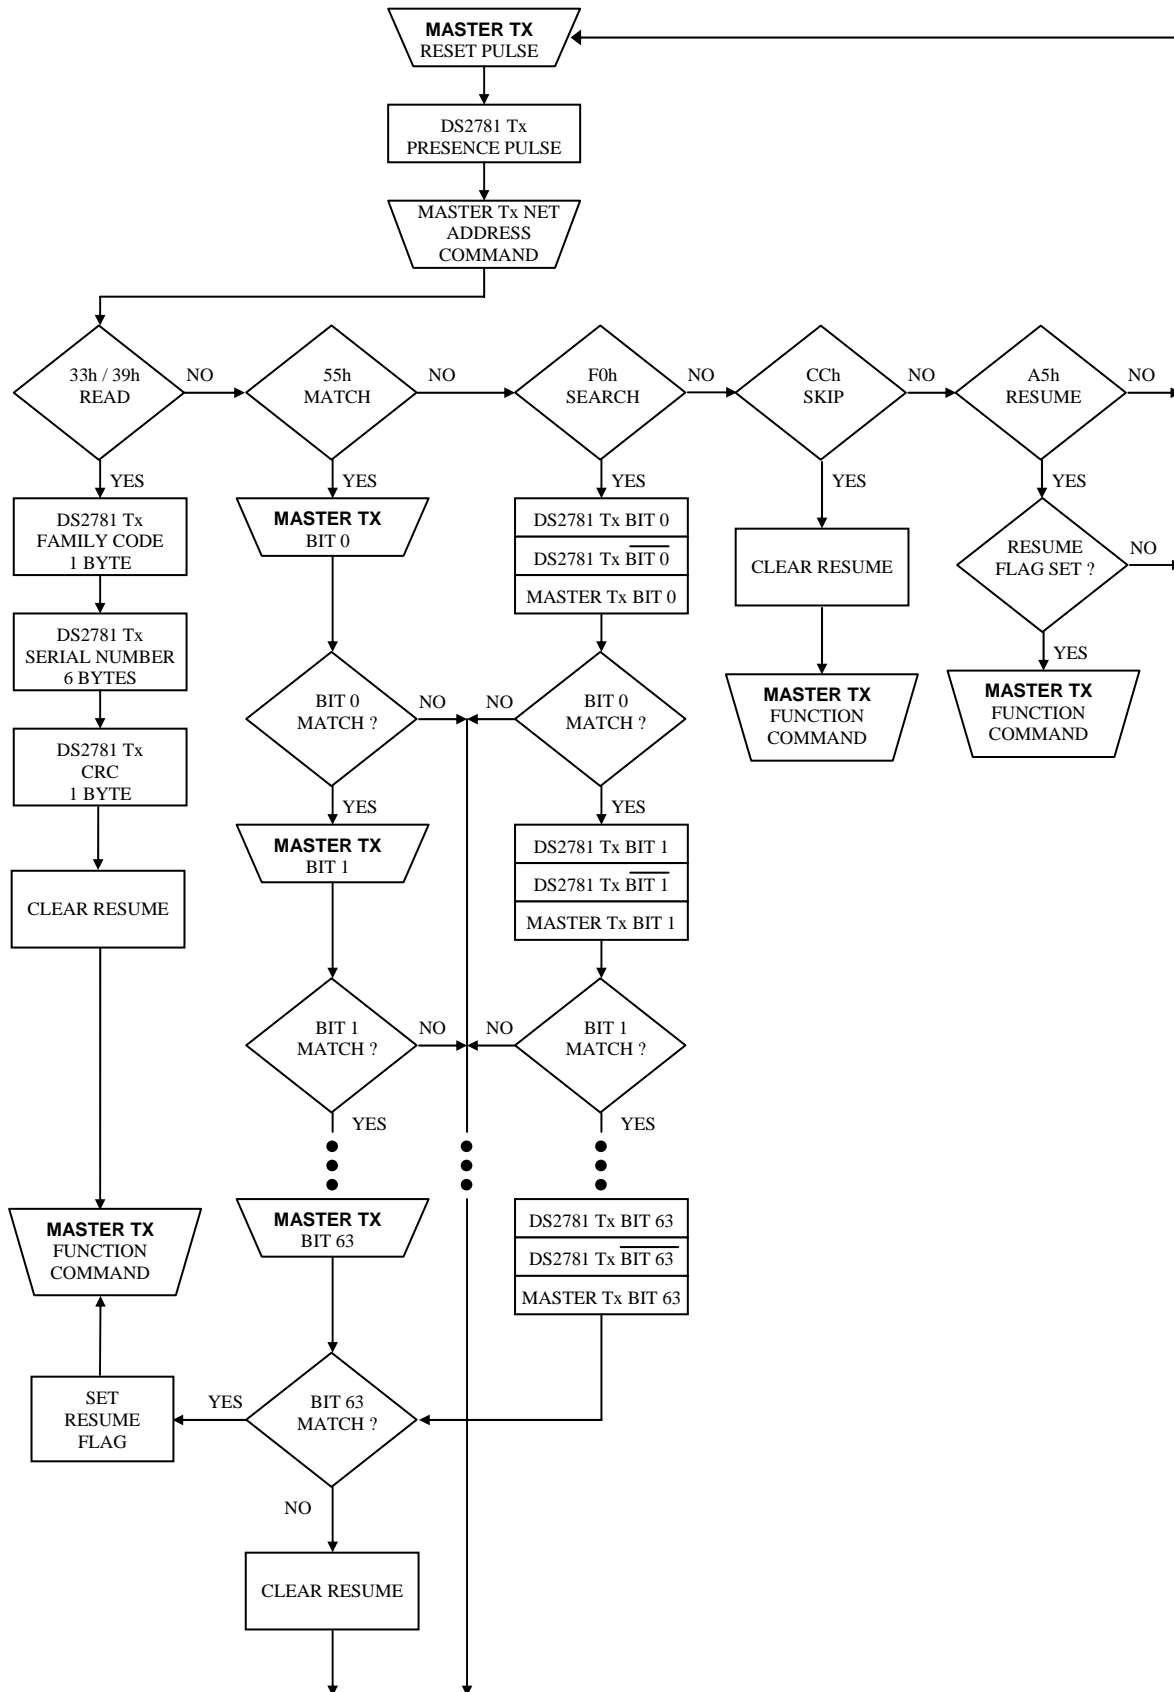 MASTER TX
RESET PULSE
DS2781 Tx
PRESENCE PULSE
MASTER Tx NET
ADDRESS
COMMAND
33h / 39h
READ
NO
55h
MATCH
NO
F0h
SEARCH
NO
CCh
SKIP
NO
A5h
RESUME
NO
YES
YES
YES
YES
YES
DS2781 Tx
FAMILY CODE
1 BYTE
MASTER TX
BIT 0
DS2781 Tx BIT 0
DS2781 Tx B̅I̅T̅ ̅0̅
MASTER Tx BIT 0
CLEAR RESUME
RESUME
FLAG SET ?
NO
DS2781 Tx
SERIAL NUMBER
6 BYTES
YES
BIT 0
MATCH ?
NO
NO
BIT 0
MATCH ?
MASTER TX
FUNCTION
COMMAND
MASTER TX
FUNCTION
COMMAND
DS2781 Tx
CRC
1 BYTE
YES
YES
MASTER TX
BIT 1
DS2781 Tx BIT 1
DS2781 Tx B̅I̅T̅ ̅1̅
MASTER Tx BIT 1
CLEAR RESUME
BIT 1
MATCH ?
NO
NO
BIT 1
MATCH ?
YES
YES
MASTER TX
BIT 63
DS2781 Tx BIT 63
DS2781 Tx B̅I̅T̅ ̅6̅3̅
MASTER Tx BIT 63
MASTER TX
FUNCTION
COMMAND
SET
RESUME
FLAG
YES
BIT 63
MATCH ?
NO
CLEAR RESUME